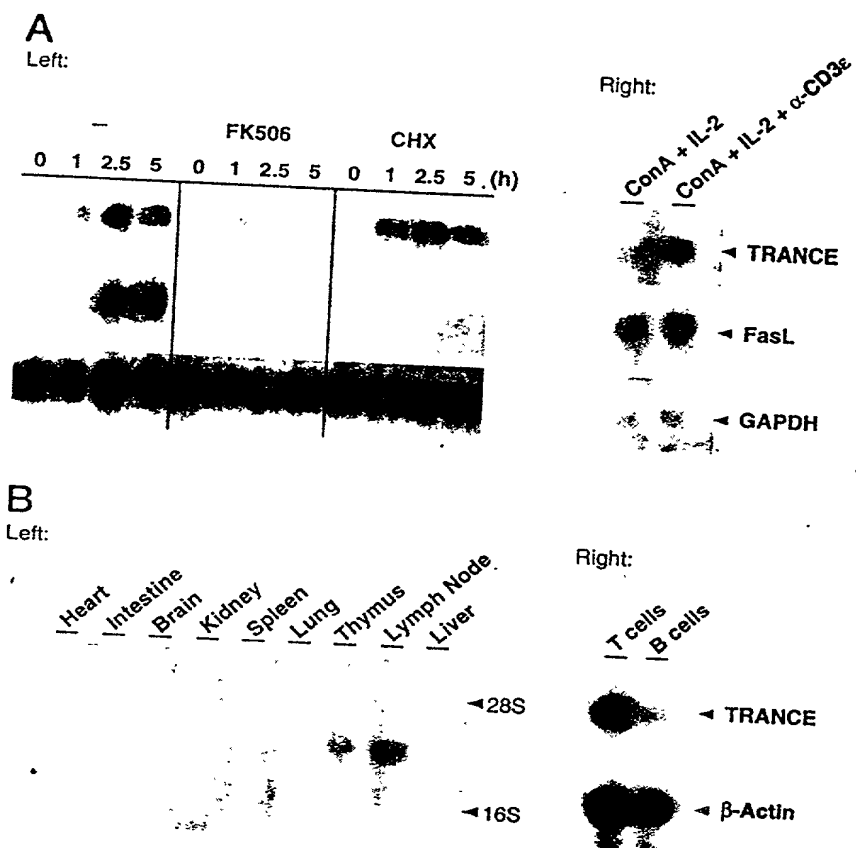 A
Left:
Right:
– FK506 CHX
0 1 2.5 5 0 1 2.5 5 0 1 2.5 5 (h)
ConA + IL-2
ConA + IL-2 + α-CD3ε
TRANCE
FasL
GAPDH
B
Left:
Right:
Heart
Intestine
Brain
Kidney
Spleen
Lung
Thymus
Lymph Node
Liver
28S
16S
T cells
B cells
TRANCE
β-Actin